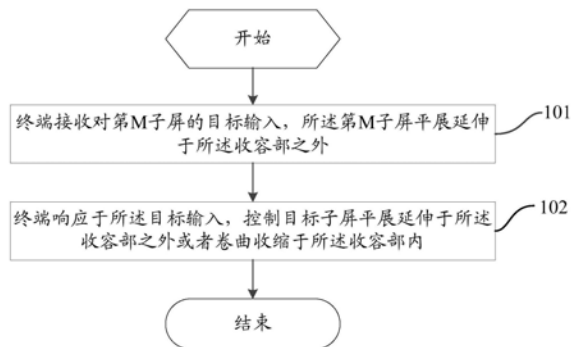 开始
终端接收对第M子屏的目标输入，所述第M子屏平展延伸
于所述收容部之外
101
终端响应于所述目标输入，控制目标子屏平展延伸于所述
收容部之外或者卷曲收缩于所述收容部内
102
结束